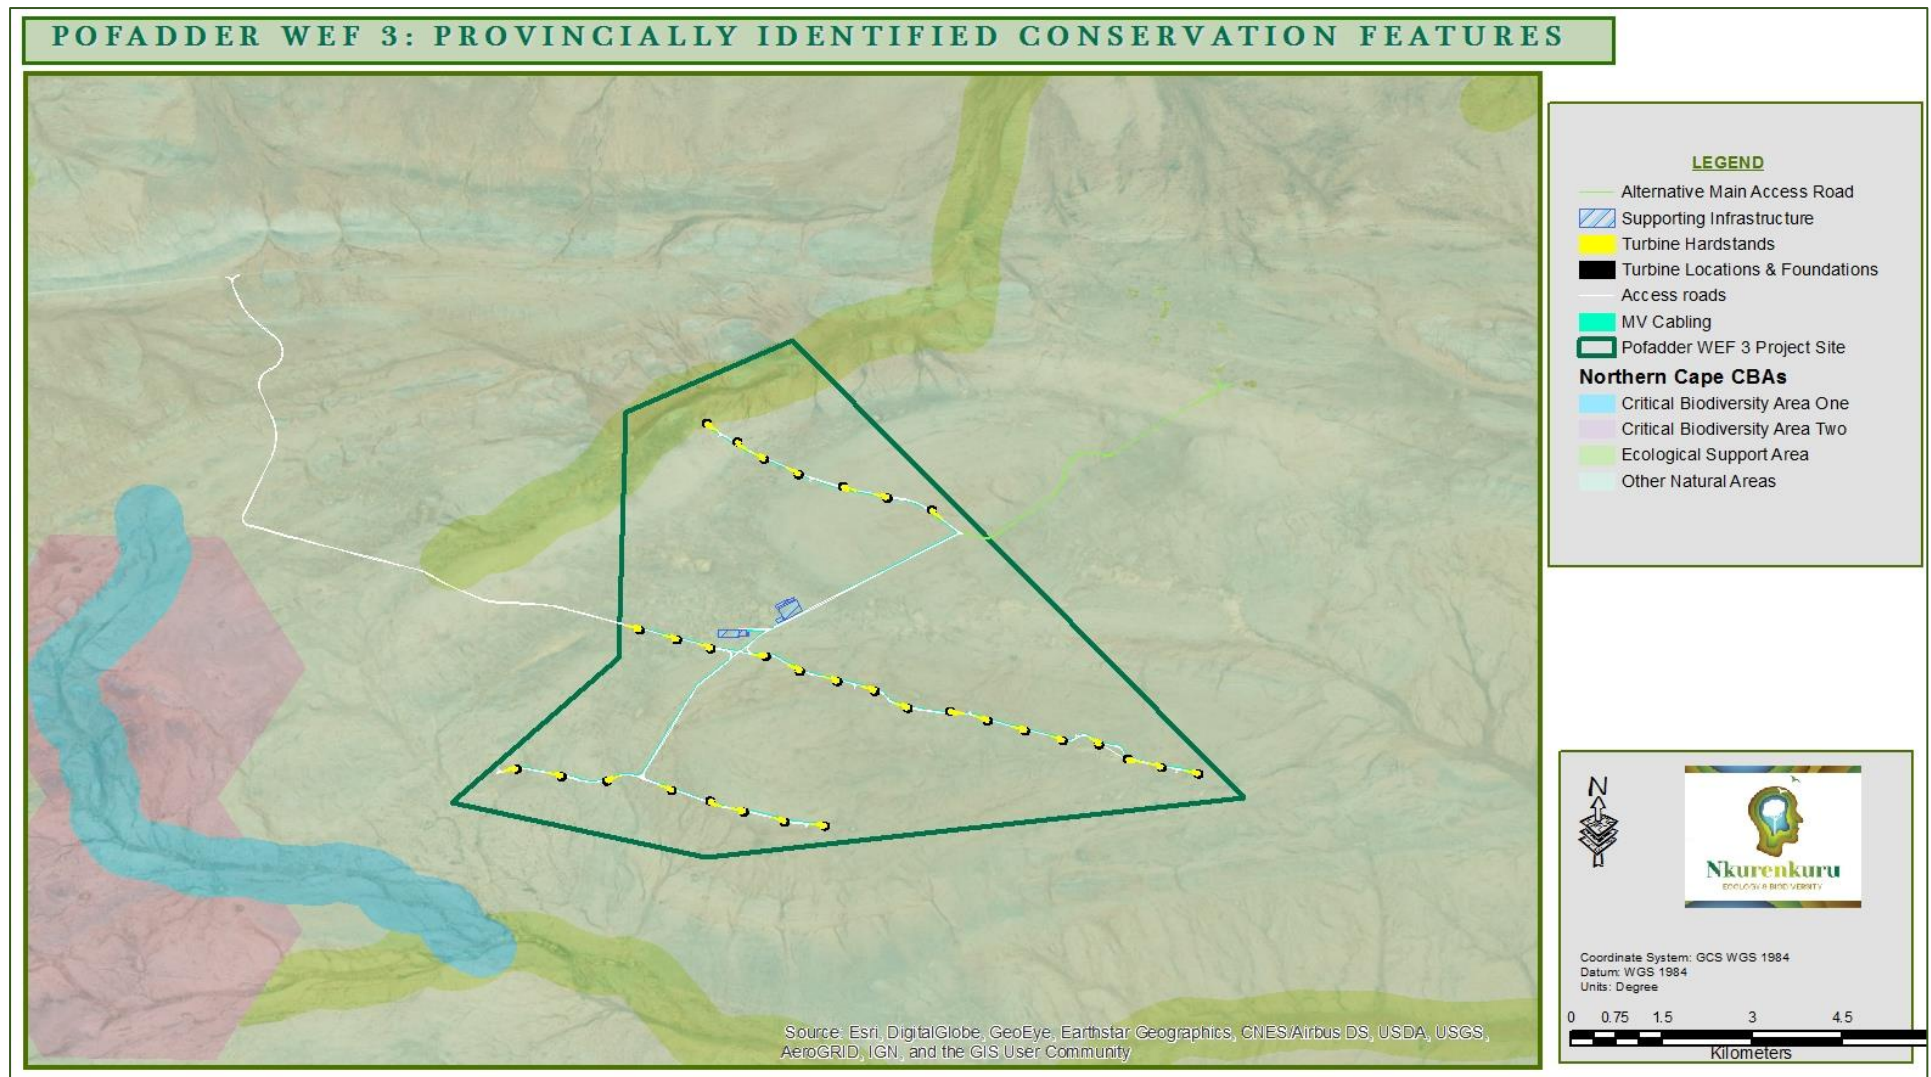 POFADDER WEF 3: PROVINCIALLY IDENTIFIED CONSERVATION FEATURES
LEGEND
Alternative Main Access Road
Supporting Infrastructure
Turbine Hardstands
Turbine Locations & Foundations
Access roads
MV Cabling
Pofadder WEF 3 Project Site
Northern Cape CBAs
Critical Biodiversity Area One
Critical Biodiversity Area Two
Ecological Support Area
Other Natural Areas
N
Nkurenkuru
ECOLOGY & BIODIVERSITY
Coordinate System: GCS WGS 1984
Datum: WGS 1984
Units: Degree
0 0.75 1.5 3 4.5
Kilometers
Source: Esri, DigitalGlobe, GeoEye, Earthstar Geographics, CNES/Airbus DS, USDA, USGS,
AeroGRID, IGN, and the GIS User Community